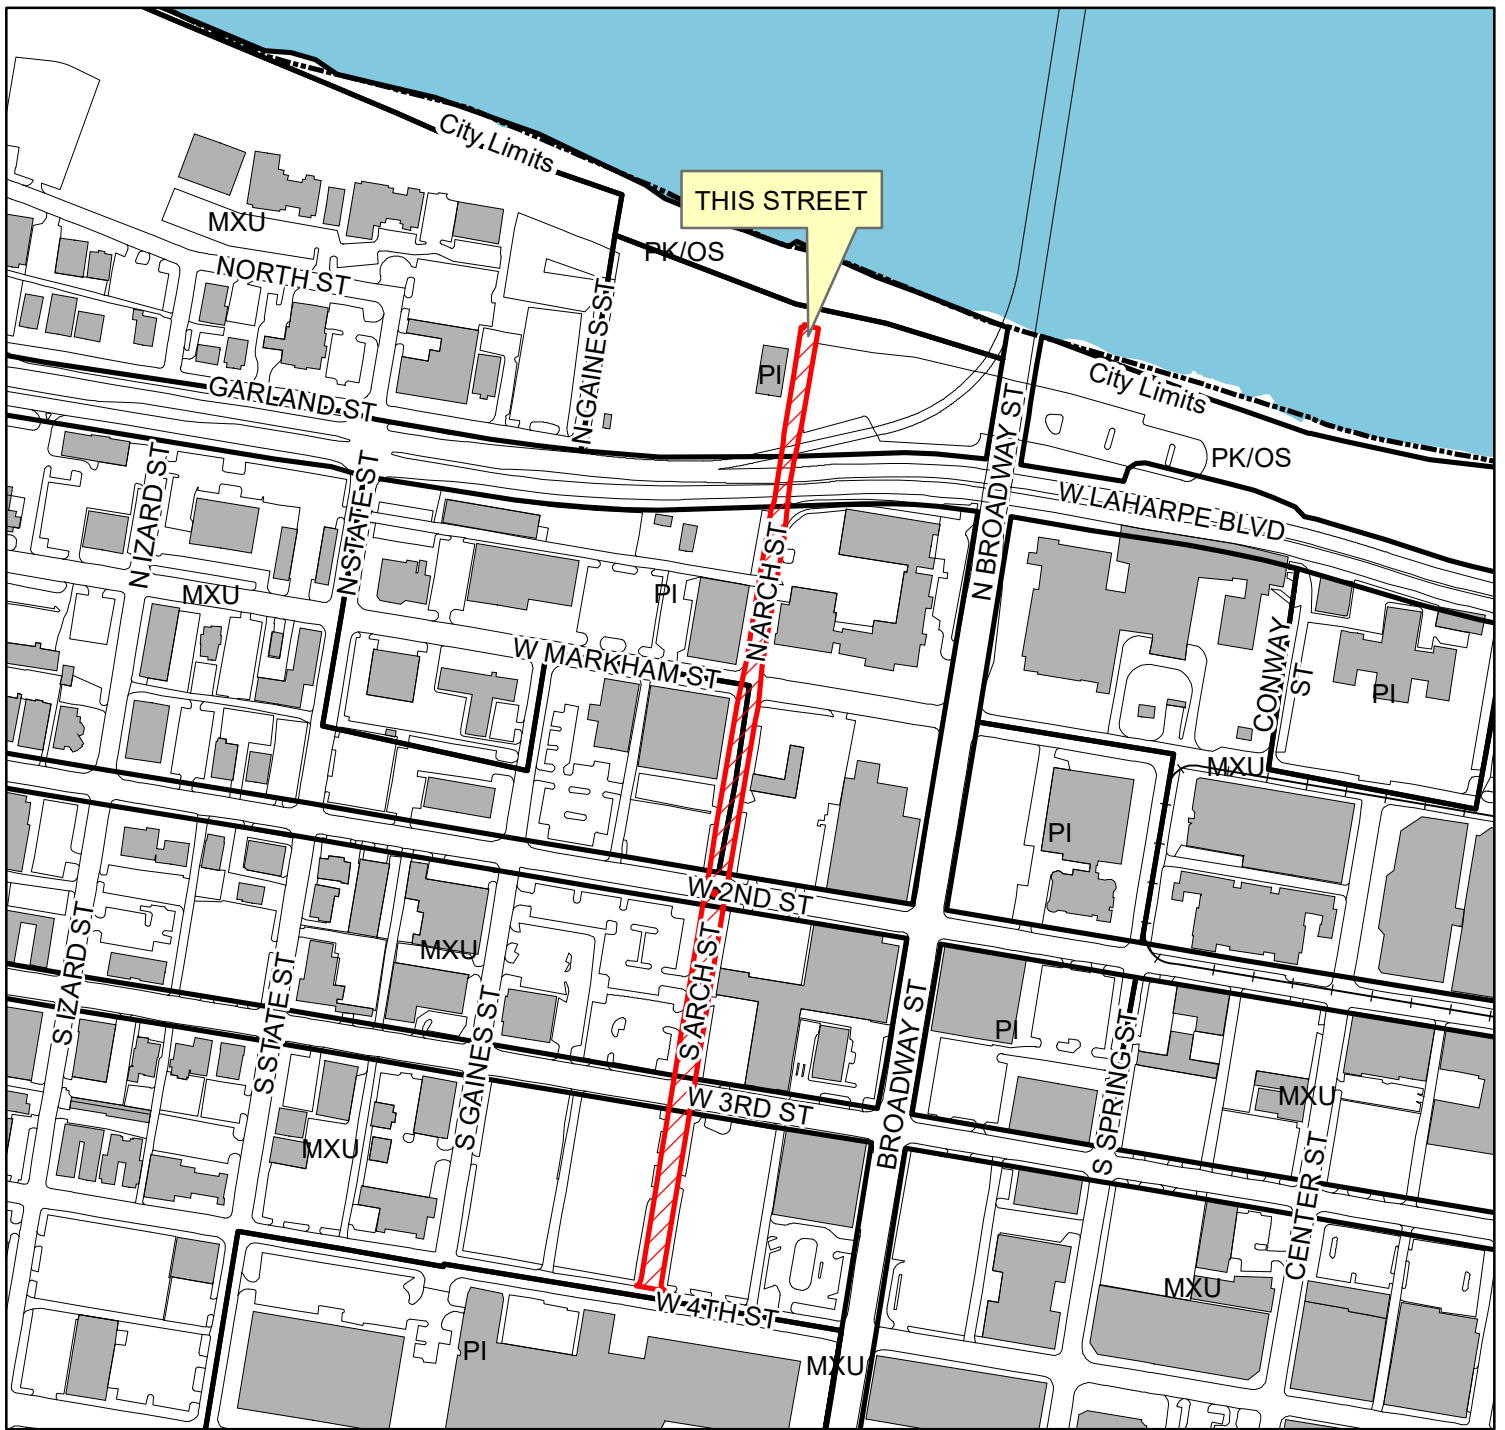 City Limits
THIS STREET
MXU
PK/OS
NORTH ST
N GAINES ST
PI
City Limits
GARLAND ST
N BROADWAY ST
PK/OS
N IZARD ST
N STATE ST
W LAHARPE BLVD
N ARCH ST
MXU
PI
W MARKHAM ST
CONWAY
ST
PI
MXU
PI
W 2ND ST
S IZARD ST
S STATE ST
MXU
S GAINES ST
S ARCH ST
BROADWAY ST
PI
S SPRING ST
W 3RD ST
MXU
MXU
CENTER ST
MXU
W 4TH ST
PI
MXU